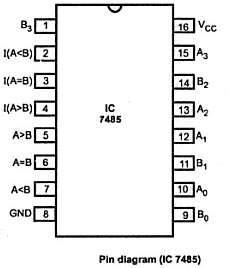 B3 1 16 VCC
I(A<B) 2 15 A3
I(A=B) 3 14 B2
I(A>B) 4 13 A2
IC
7485
A>B 5 12 A1
A=B 6 11 B1
A<B 7 10 A0
GND 8 9 B0
Pin diagram (IC 7485)